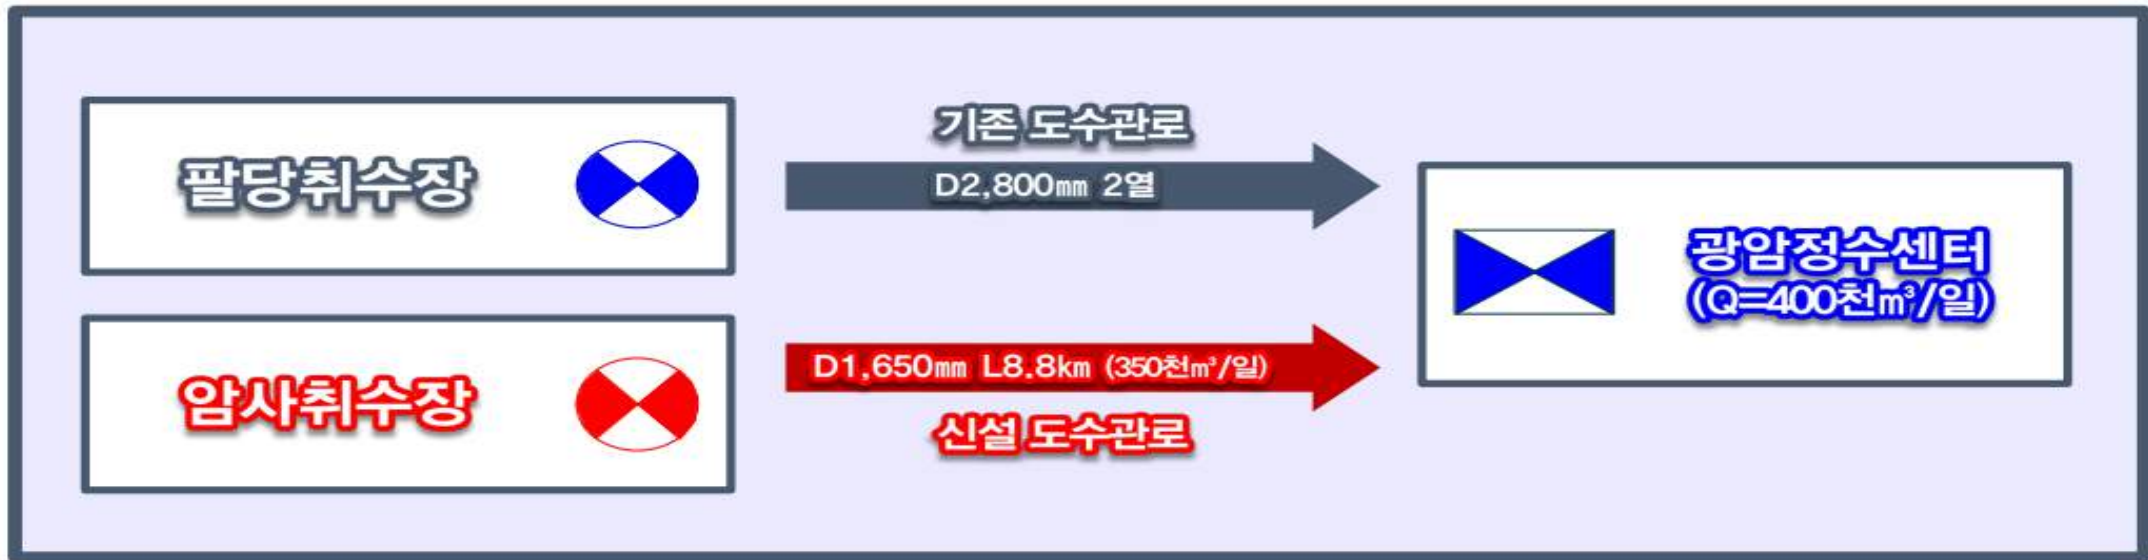 팔당취수장
기존 도수관로
D2,800㎜ 2열
암사취수장
D1,650㎜ L8.8㎞ (350천㎥/일)
신설 도수관로
광암정수센터
(Q=400천㎥/일)